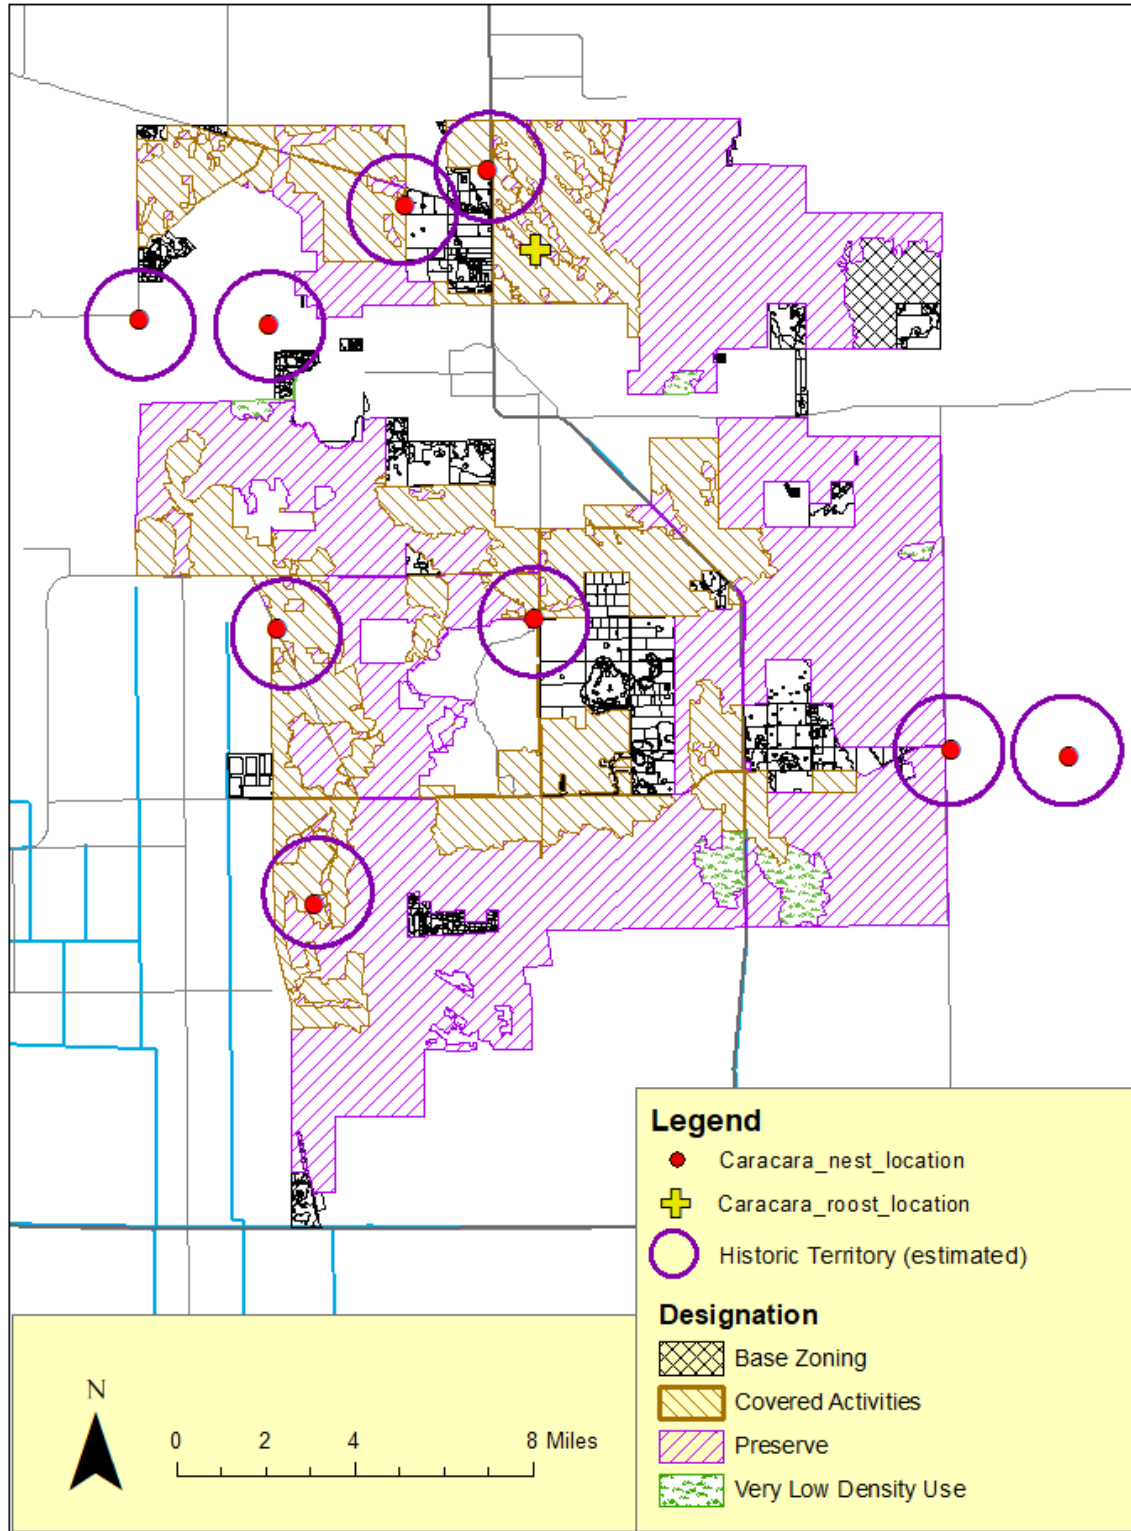 Legend
Caracara_nest_location
Caracara_roost_location
Historic Territory (estimated)
Designation
Base Zoning
Covered Activities
Preserve
Very Low Density Use
N
0 2 4 8 Miles